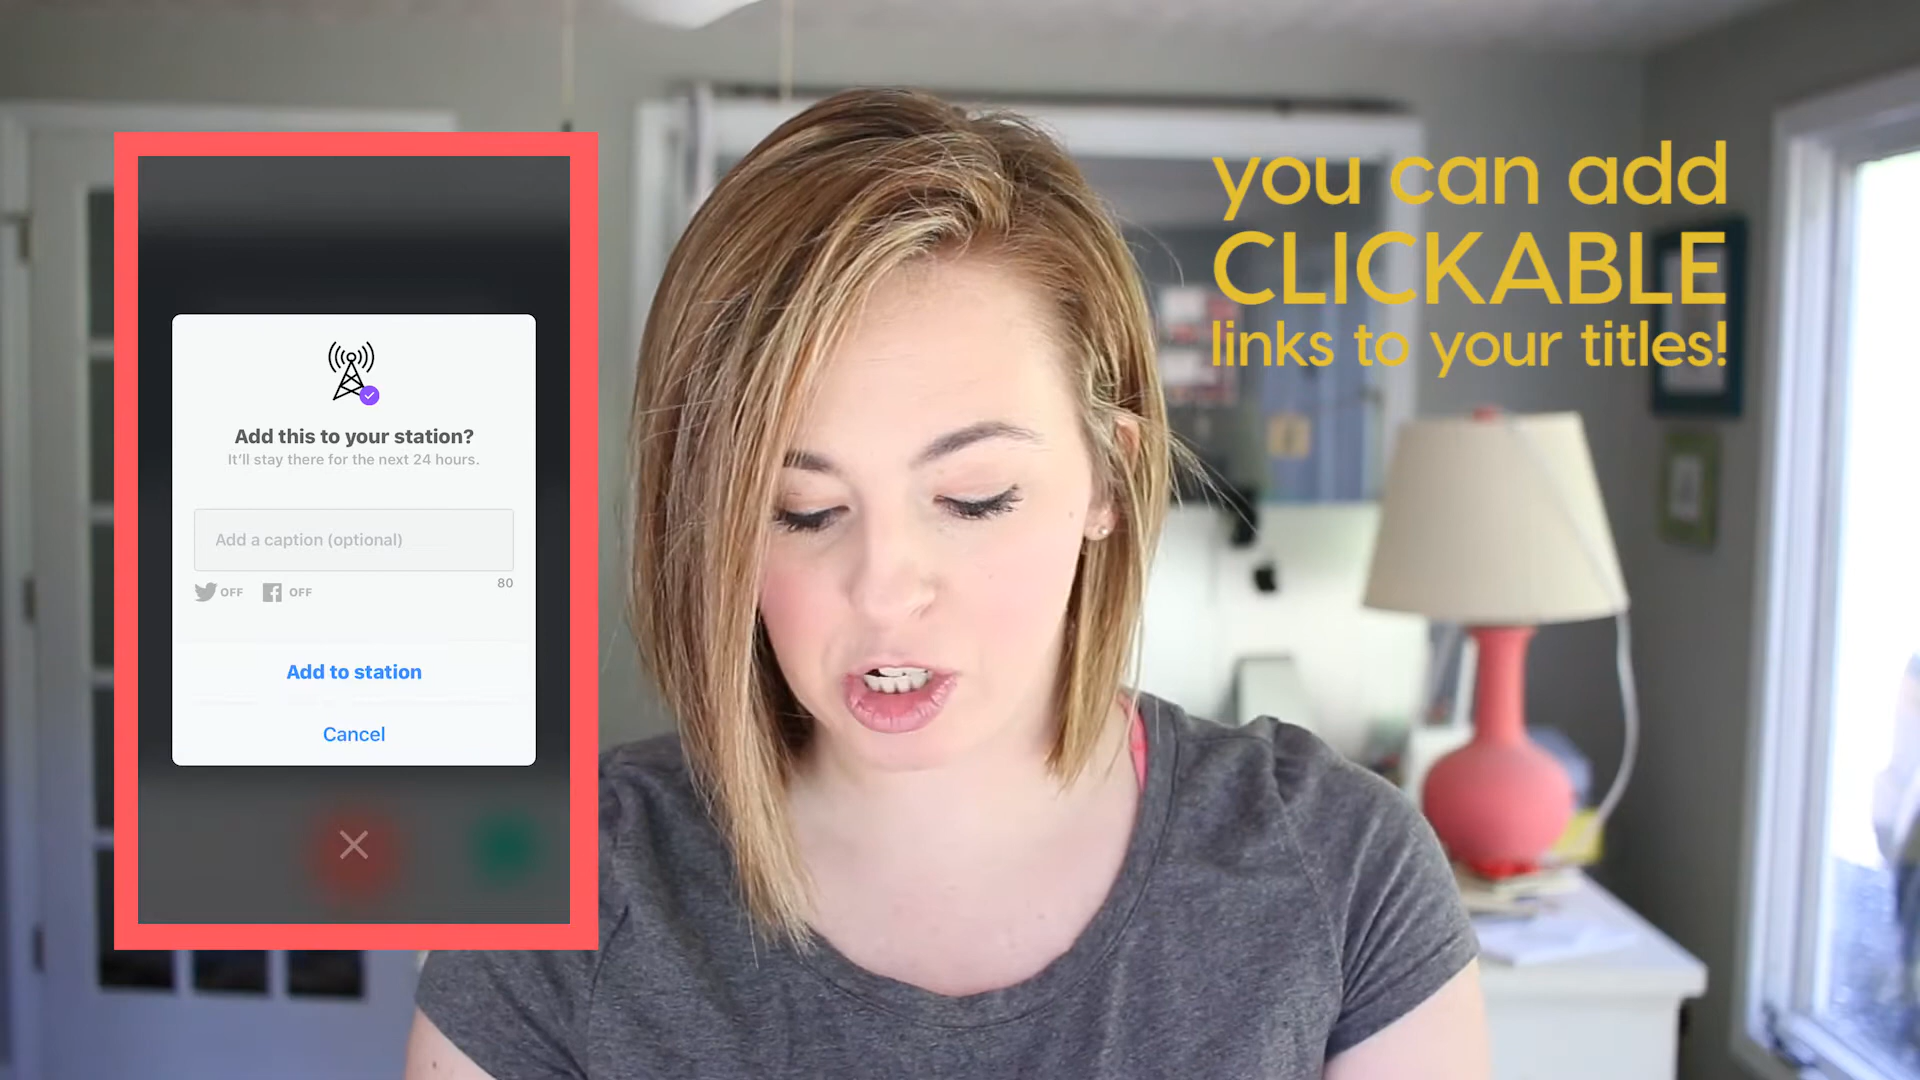 you can add
CLICKABLE
links to your titles!
Add this to your station?
It'll stay there for the next 24 hours.
Add a caption (optional)
80
OFF OFF
Add to station
Cancel